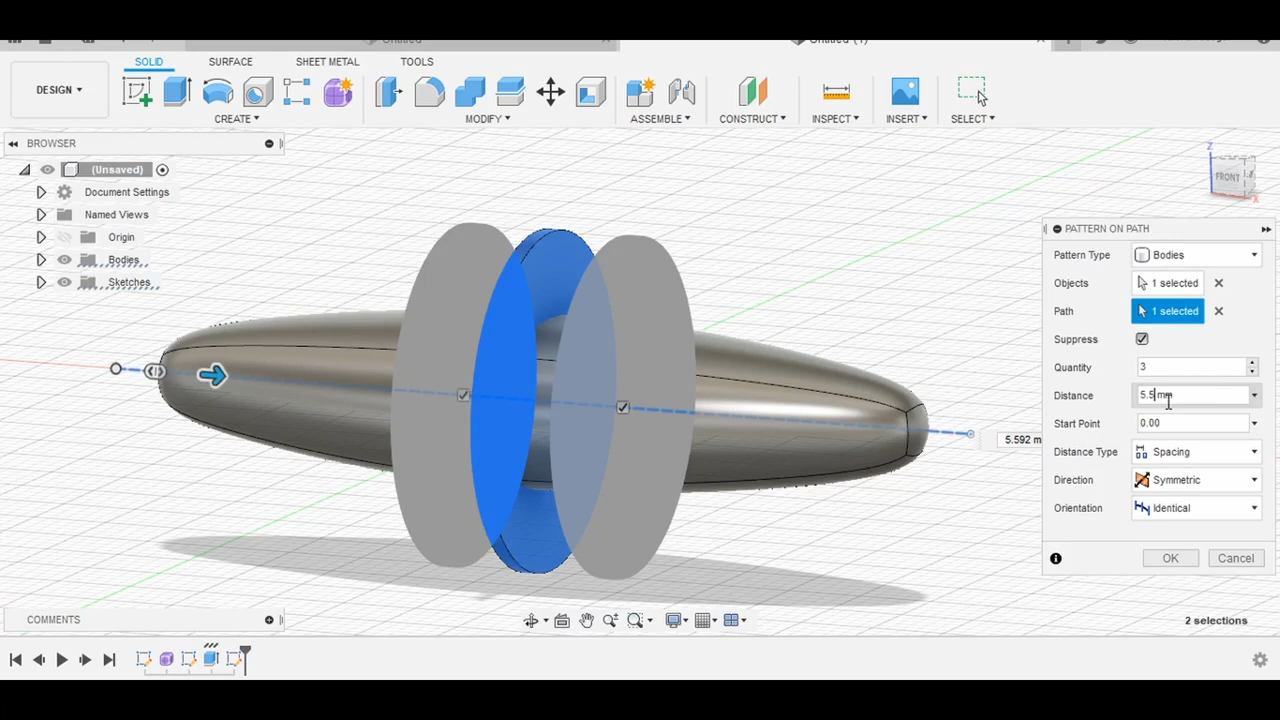 SOLID SURFACE SHEET METAL TOOLS
DESIGN
CREATE MODIFY ASSEMBLE CONSTRUCT INSPECT INSERT SELECT
BROWSER
(Unsaved)
Document Settings
Named Views
Origin
Bodies
Sketches
Z
FRONT
X
5.592 m
PATTERN ON PATH
Pattern Type Bodies
Objects 1 selected
Path 1 selected
Suppress
Quantity 3
Distance 5.5 mm
Start Point 0.00
Distance Type Spacing
Direction Symmetric
Orientation Identical
OK Cancel
COMMENTS
2 selections